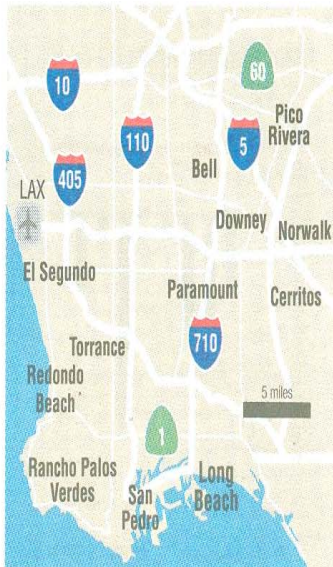 60
10
Pico
Rivera
110
5
Bell
405
LAX
Downey
Norwalk
El Segundo
Paramount
Cerritos
710
Torrance
Redondo
Beach
5 miles
1
Rancho Palos
Verdes
Long
Beach
San
Pedro